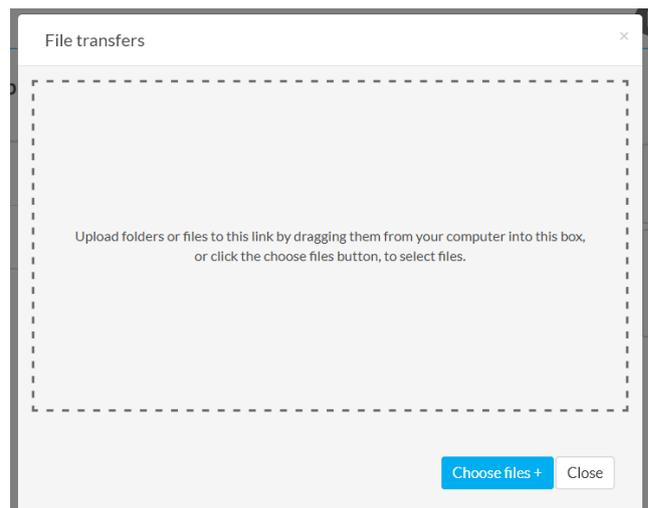 File transfers
×
Upload folders or files to this link by dragging them from your computer into this box,
or click the choose files button, to select files.
Choose files + Close